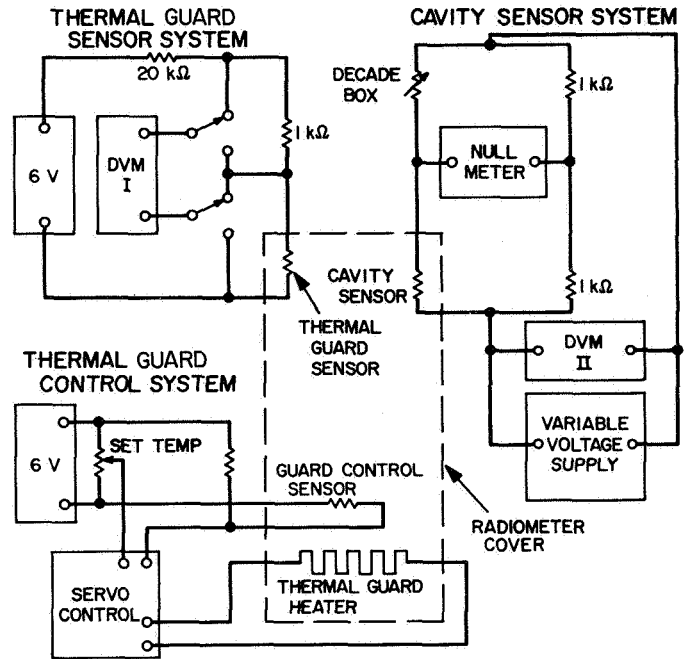 THERMAL GUARD
SENSOR SYSTEM
20 kΩ
6 V
DVM
I
1 kΩ
THERMAL
GUARD
SENSOR
CAVITY SENSOR SYSTEM
DECADE
BOX
1 kΩ
NULL
METER
CAVITY
SENSOR
1 kΩ
DVM
II
VARIABLE
VOLTAGE
SUPPLY
RADIOMETER
COVER
THERMAL GUARD
CONTROL SYSTEM
6 V
SET TEMP
GUARD CONTROL
SENSOR
SERVO
CONTROL
THERMAL GUARD
HEATER